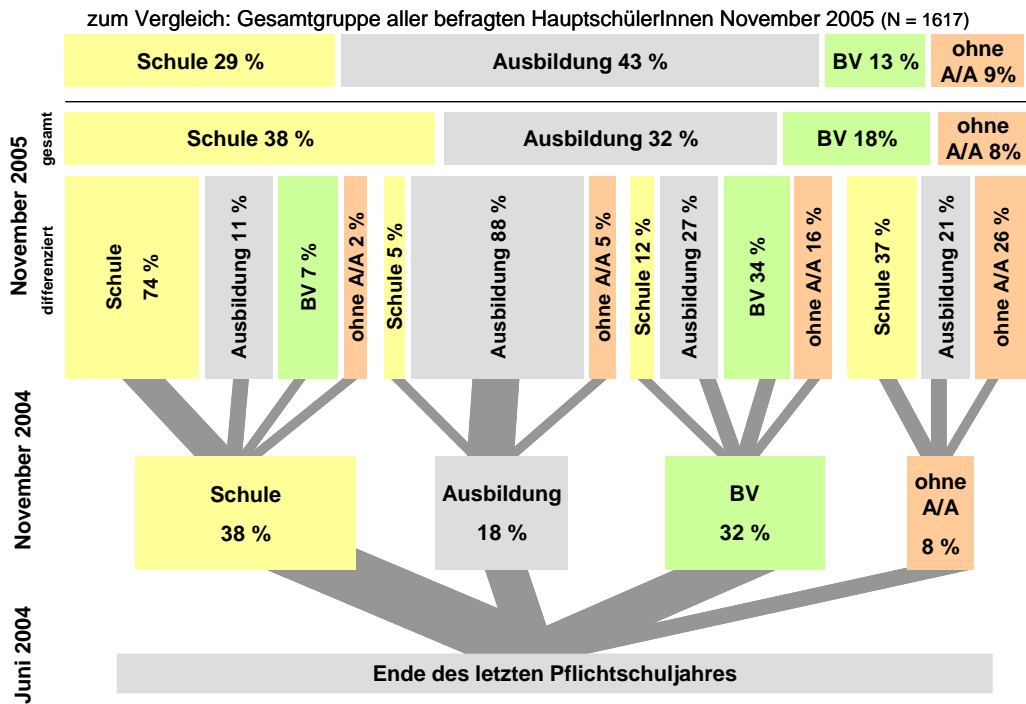 zum Vergleich: Gesamtgruppe aller befragten HauptschülerInnen November 2005 (N = 1617)
Schule 29 %
Ausbildung 43 %
BV 13 %
ohne
A/A 9%
November 2005
gesamt
Schule 38 %
Ausbildung 32 %
BV 18%
ohne
A/A 8%
differenziert
Schule
74 %
Ausbildung 11 %
BV 7 %
ohne A/A 2 %
Schule 5 %
Ausbildung 88 %
ohne A/A 5 %
Schule 12 %
Ausbildung 27 %
BV 34 %
ohne A/A 16 %
Schule 37 %
Ausbildung 21 %
ohne A/A 26 %
November 2004
Schule
38 %
Ausbildung
18 %
BV
32 %
ohne
A/A
8 %
Juni 2004
Ende des letzten Pflichtschuljahres